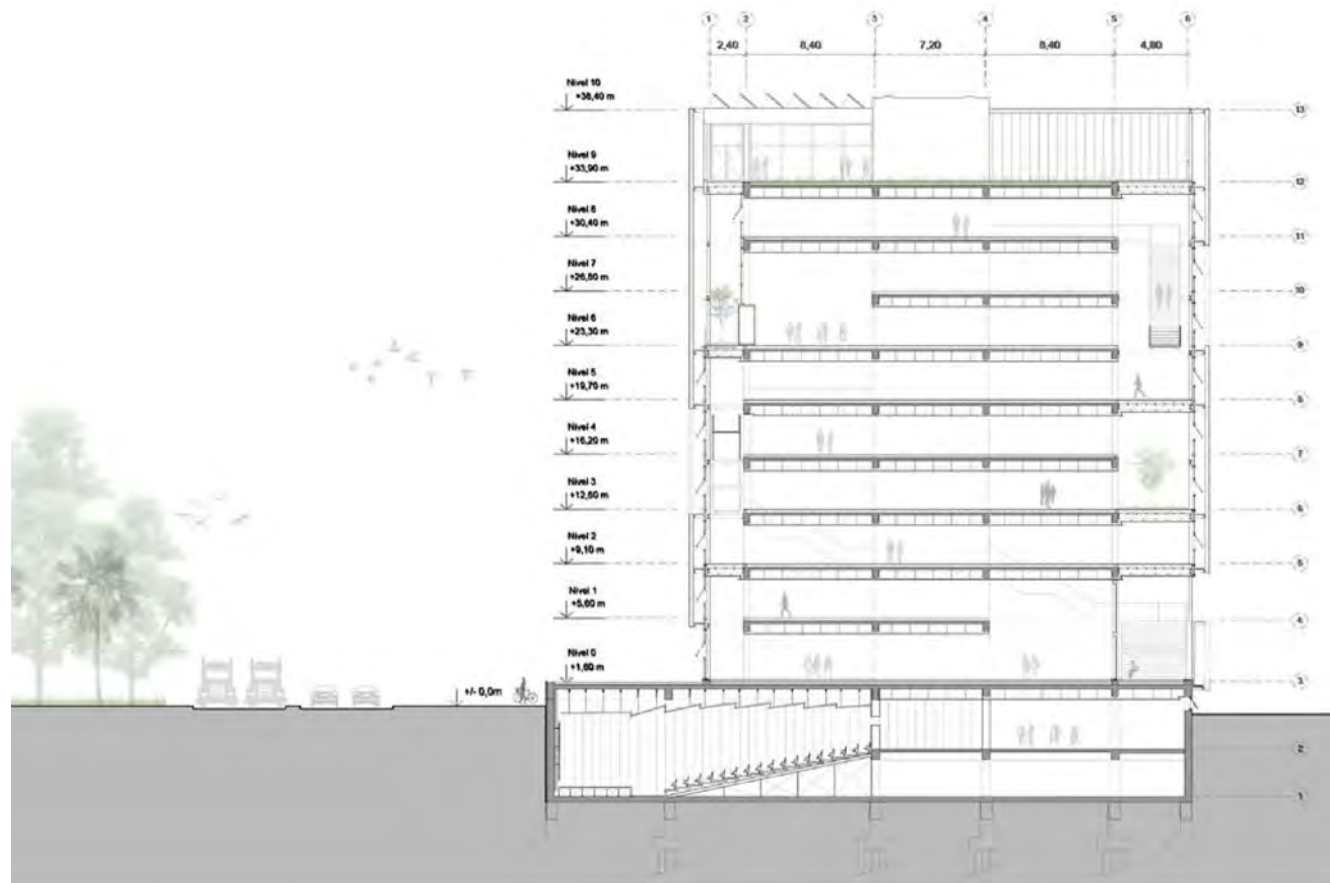 1 2 3 4 5 6
2,40 8,40 7,20 8,40 4,80
Nivel 10
+38,40 m
13
Nivel 9
+33,90 m
12
Nivel 8
+30,40 m
11
Nivel 7
+26,80 m
10
Nivel 6
+23,30 m
9
Nivel 5
+19,70 m
8
Nivel 4
+16,20 m
7
Nivel 3
+12,60 m
6
Nivel 2
+9,10 m
5
Nivel 1
+5,60 m
4
Nivel 0
+1,60 m
3
+/- 0,0m
2
1